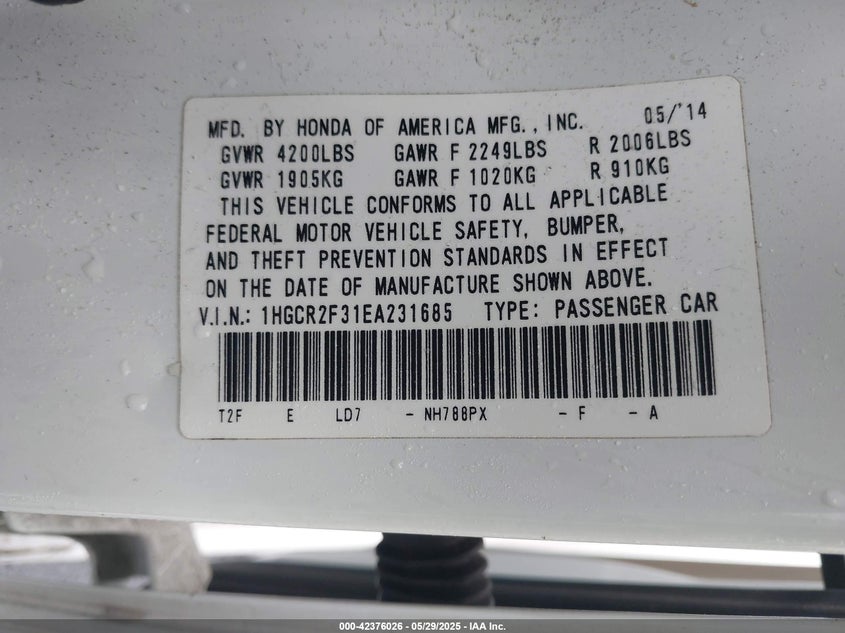 MFD. BY HONDA OF AMERICA MFG., INC. 05/'14
GVWR 4200LBS GAWR F 2249LBS R 2006LBS
GVWR 1905KG GAWR F 1020KG R 910KG
THIS VEHICLE CONFORMS TO ALL APPLICABLE
FEDERAL MOTOR VEHICLE SAFETY, BUMPER,
AND THEFT PREVENTION STANDARDS IN EFFECT
ON THE DATE OF MANUFACTURE SHOWN ABOVE.
V.I.N.: 1HGCR2F31EA231685 TYPE: PASSENGER CAR
T2F E LD7 - NH788PX - F - A
000-42376026 - 05/29/2025 - IAA Inc.